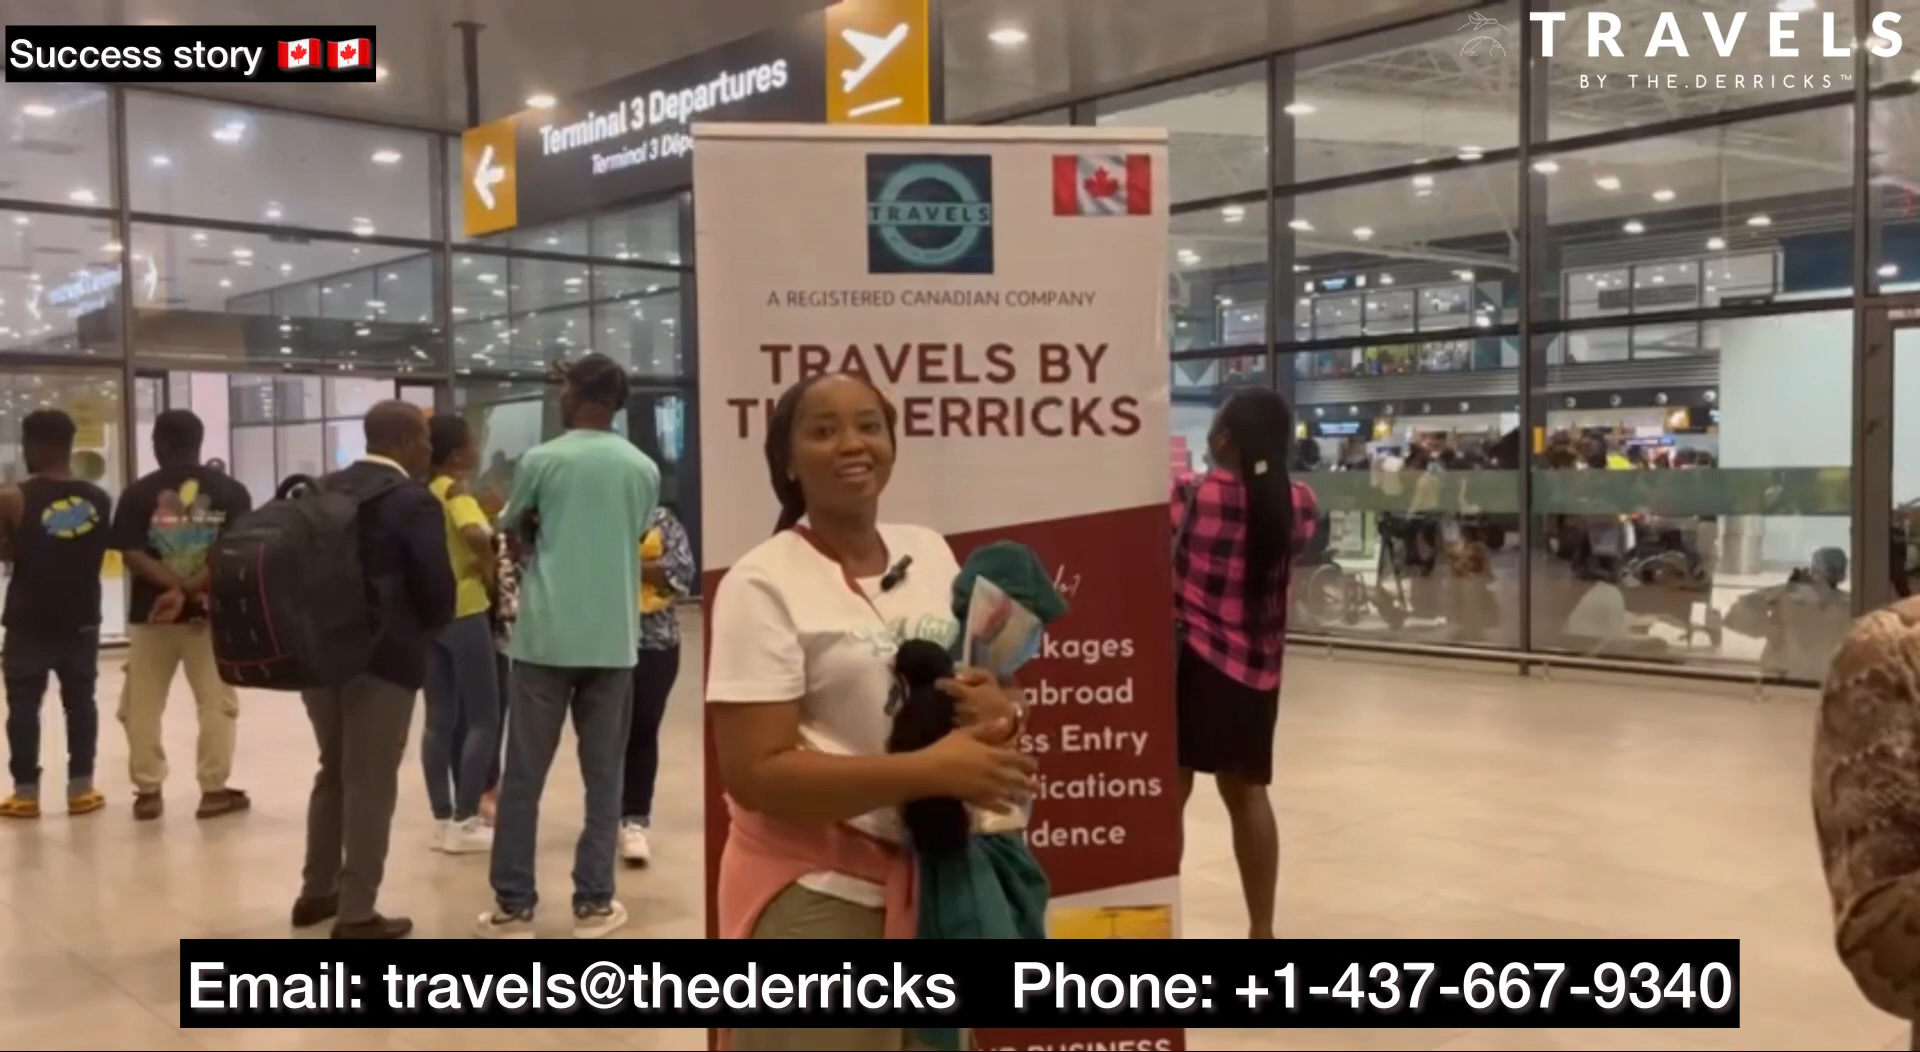 Success story 🇨🇦🇨🇦
TRAVELS
BY THE.DERRICKS™
Terminal 3 Departures
Terminal 3
TRAVELS
A REGISTERED CANADIAN COMPANY
TRAVELS BY
ERRICKS
kages
abroad
ss Entry
ications
dence
Email: travels@thederricks Phone: +1-437-667-9340
BUSINESS